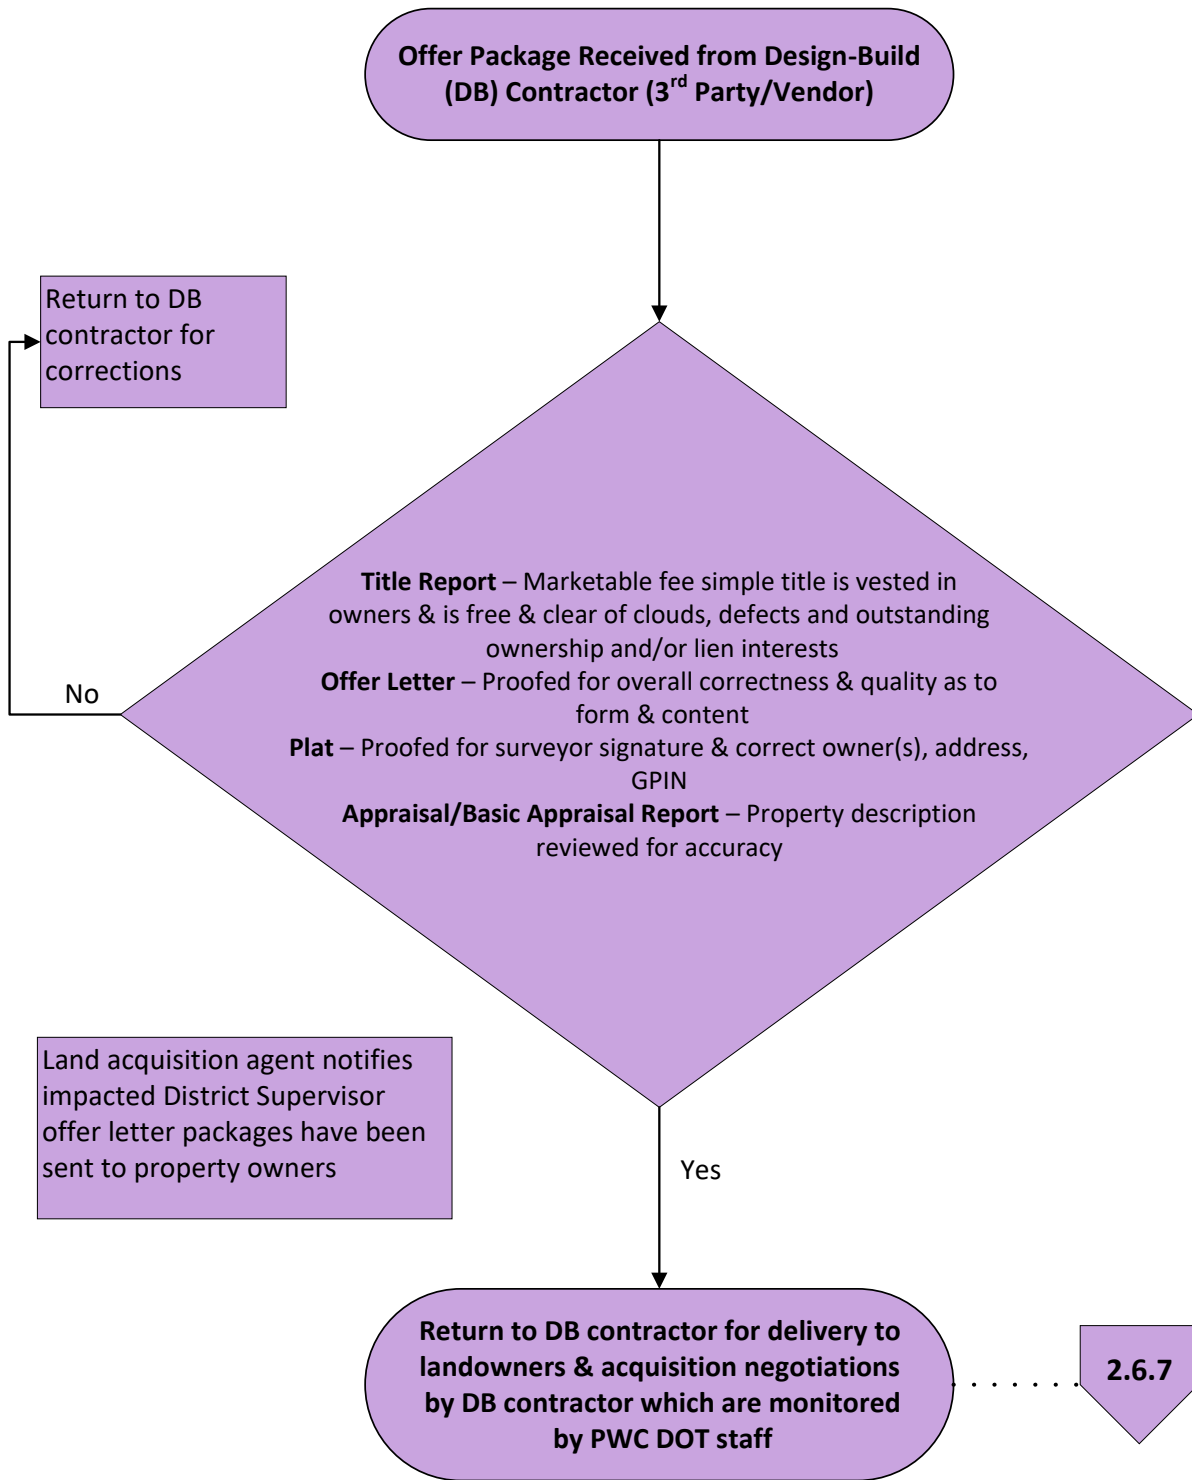 Offer Package Received from Design-Build
(DB) Contractor (3rd Party/Vendor)
Return to DB
contractor for
corrections
Title Report – Marketable fee simple title is vested in
owners & is free & clear of clouds, defects and outstanding
ownership and/or lien interests
Offer Letter – Proofed for overall correctness & quality as to
form & content
Plat – Proofed for surveyor signature & correct owner(s), address,
GPIN
Appraisal/Basic Appraisal Report – Property description
reviewed for accuracy
No
Land acquisition agent notifies
impacted District Supervisor
offer letter packages have been
sent to property owners
Yes
Return to DB contractor for delivery to
landowners & acquisition negotiations
by DB contractor which are monitored
by PWC DOT staff
2.6.7